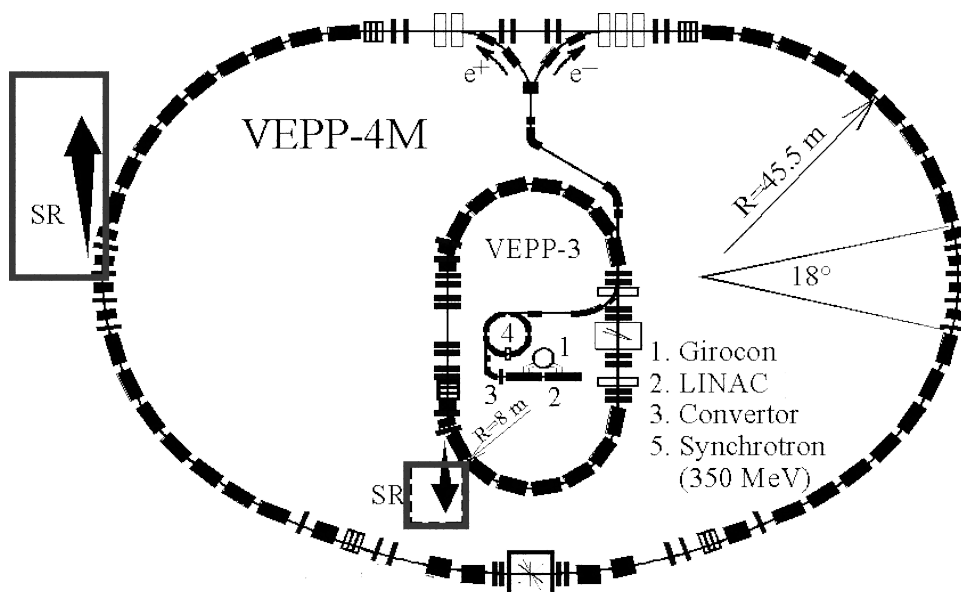 e+
e−
VEPP-4M
R=45.5 m
SR
VEPP-3
18°
4
1
3
2
1. Girocon
2. LINAC
3. Convertor
5. Synchrotron
(350 MeV)
R=8 m
SR